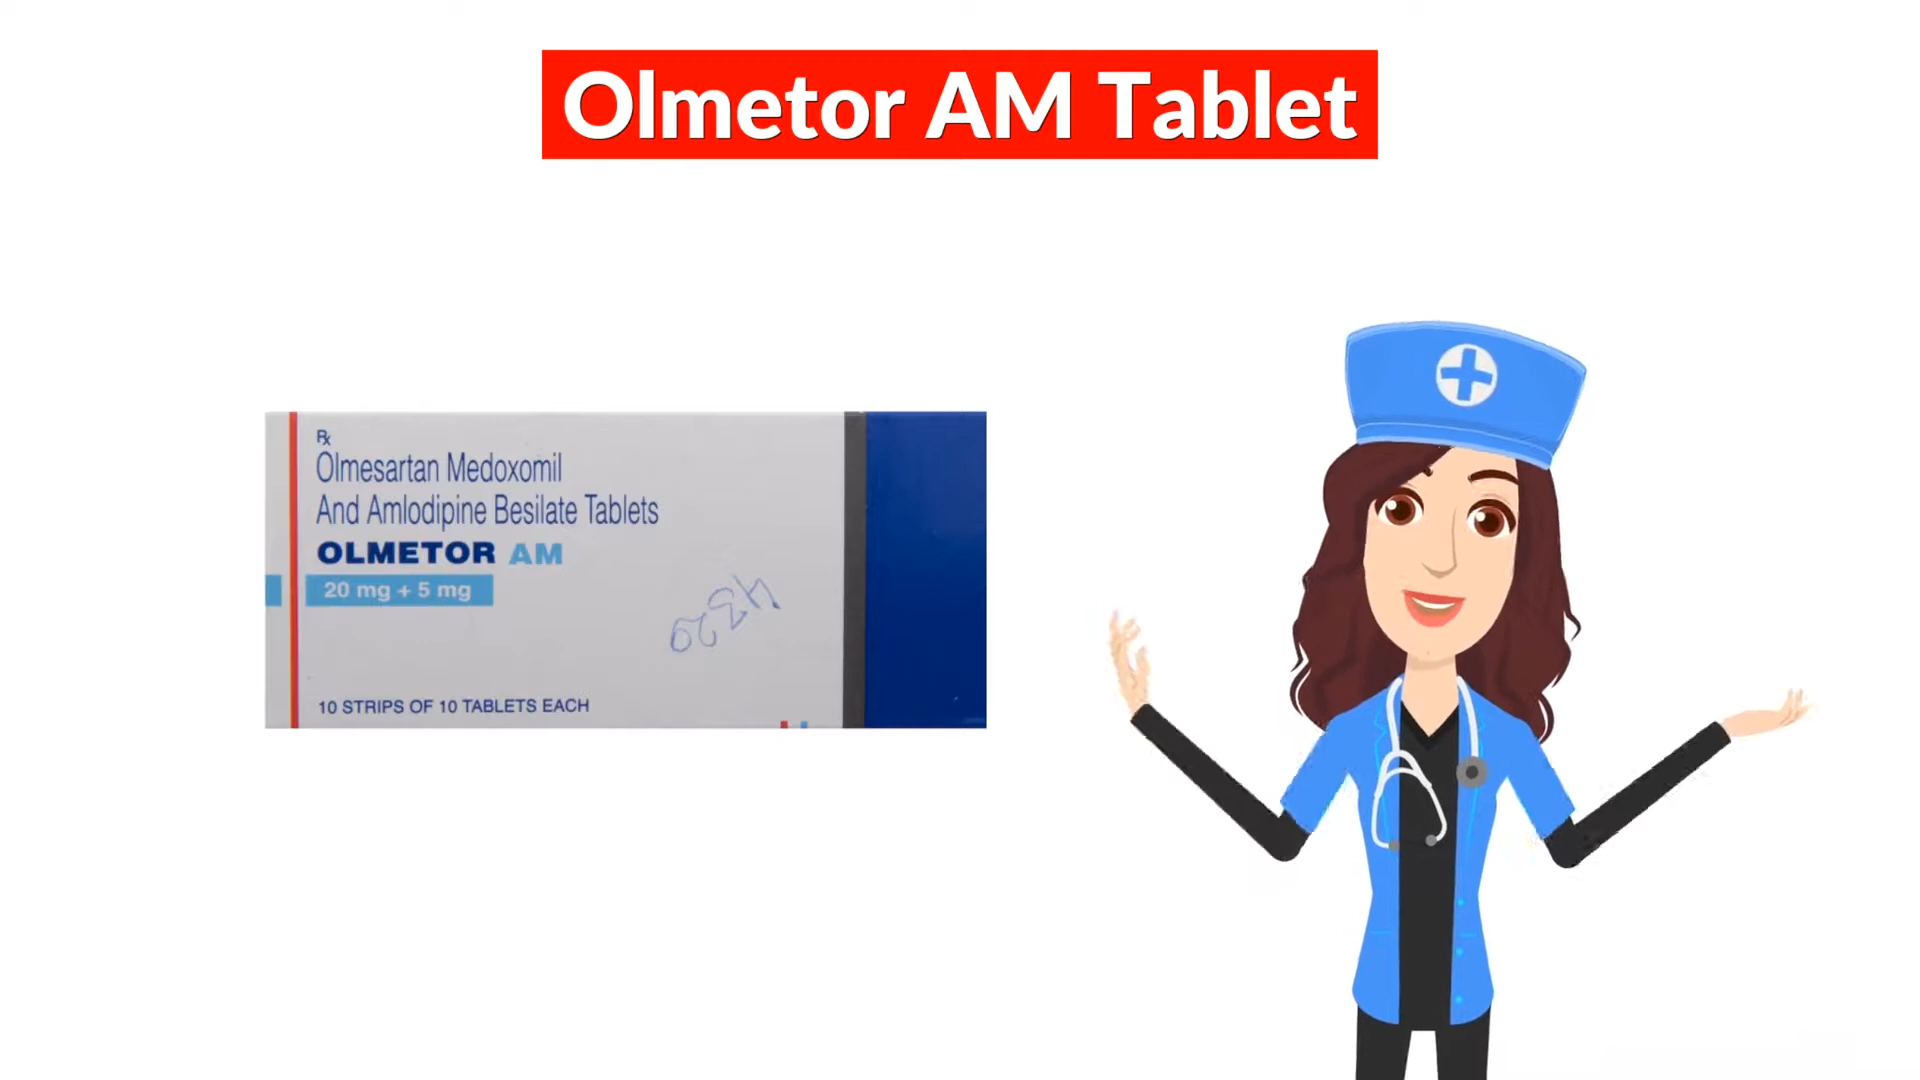 Olmetor AM Tablet
Rx
Olmesartan Medoxomil
And Amlodipine Besilate Tablets
OLMETOR AM
20 mg + 5 mg
10 STRIPS OF 10 TABLETS EACH